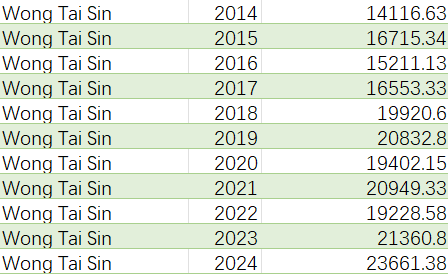 Wong Tai Sin 2014 14116.63
Wong Tai Sin 2015 16715.34
Wong Tai Sin 2016 15211.13
Wong Tai Sin 2017 16553.33
Wong Tai Sin 2018 19920.6
Wong Tai Sin 2019 20832.8
Wong Tai Sin 2020 19402.15
Wong Tai Sin 2021 20949.33
Wong Tai Sin 2022 19228.58
Wong Tai Sin 2023 21360.8
Wong Tai Sin 2024 23661.38